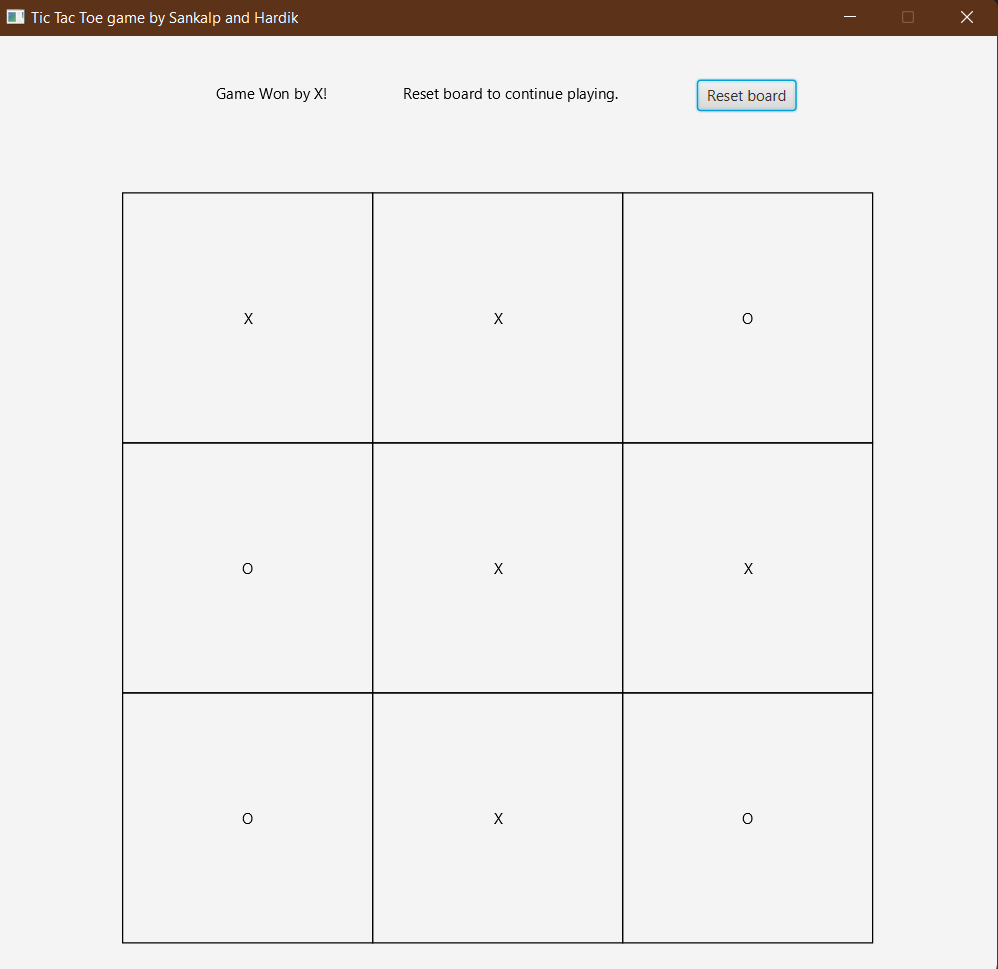 Tic Tac Toe game by Sankalp and Hardik
Game Won by X! Reset board to continue playing. Reset board
X X O
O X X
O X O